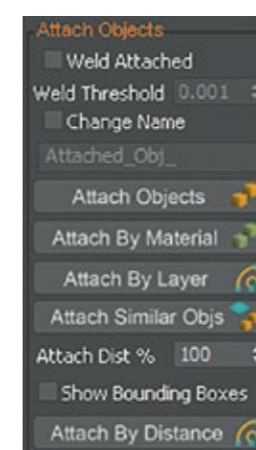 Attach Objects
Weld Attached
Weld Threshold 0.001
Change Name
Attached_Obj_
Attach Objects
Attach By Material
Attach By Layer
Attach Similar Objs
Attach Dist % 100
Show Bounding Boxes
Attach By Distance